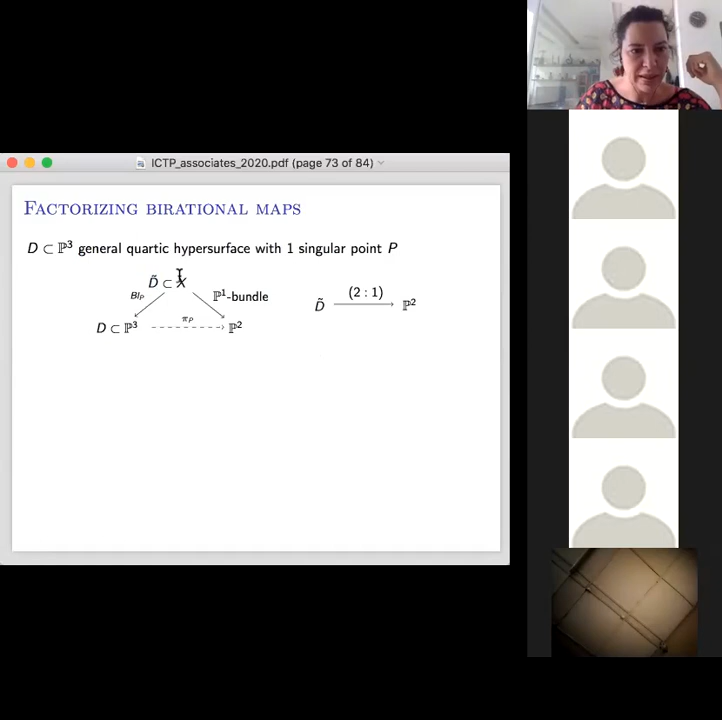 ICTP_associates_2020.pdf (page 73 of 84)
FACTORIZING BIRATIONAL MAPS
D ⊂ ℙ³ general quartic hypersurface with 1 singular point P
D̃ ⊂ X
Bl_P ℙ¹-bundle
D ⊂ ℙ³ π_P ℙ²
D̃ (2 : 1) ℙ²